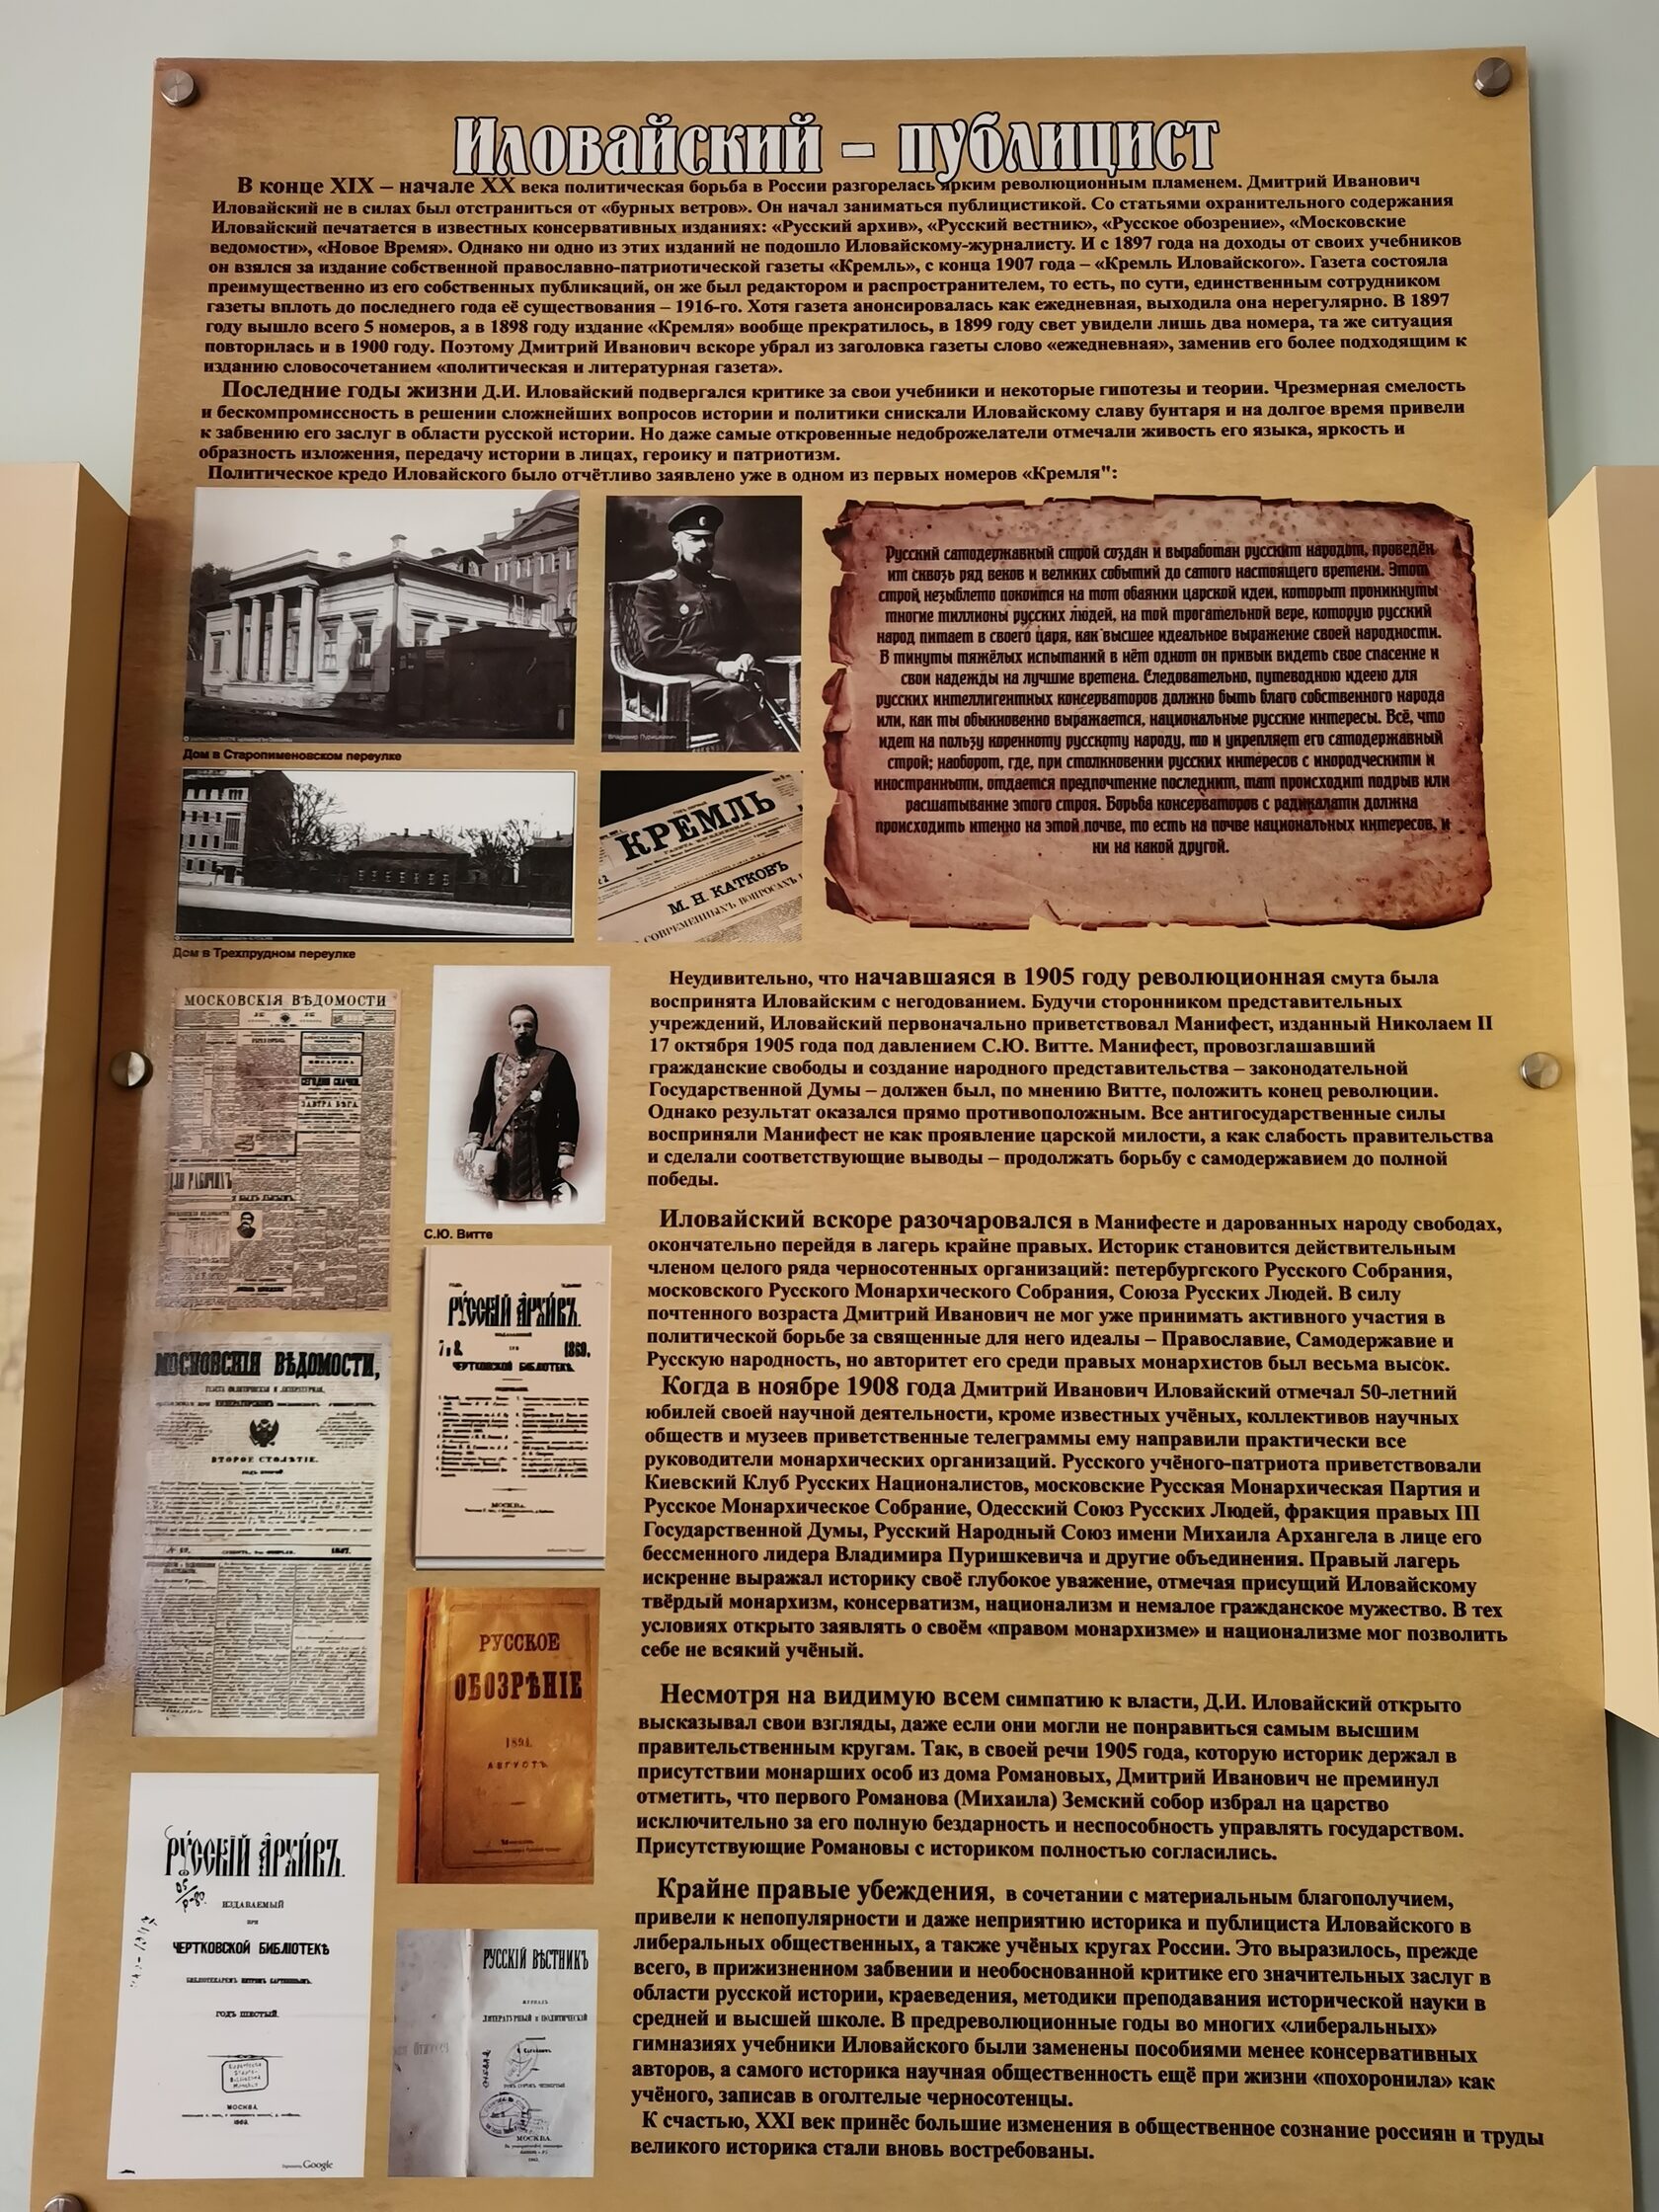 Иловайский – публицист
В конце XIX – начале XX века политическая борьба в России разгорелась ярким революционным пламенем. Дмитрий Иванович
Иловайский не в силах был отстраниться от «бурных ветров». Он начал заниматься публицистикой. Со статьями охранительного содержания
Иловайский печатается в известных консервативных изданиях: «Русский архив», «Русский вестник», «Русское обозрение», «Московские
ведомости», «Новое Время». Однако ни одно из этих изданий не подошло Иловайскому-журналисту. И с 1897 года на доходы от своих учебников
он взялся за издание собственной православно-патриотической газеты «Кремль», с конца 1907 года – «Кремль Иловайского». Газета состояла
преимущественно из его собственных публикаций, он же был редактором и распространителем, то есть, по сути, единственным сотрудником
газеты вплоть до последнего года её существования – 1916-го. Хотя газета анонсировалась как ежедневная, выходила она нерегулярно. В 1897
году вышло всего 5 номеров, а в 1898 году издание «Кремля» вообще прекратилось, в 1899 году свет увидели лишь два номера, та же ситуация
повторилась и в 1900 году. Поэтому Дмитрий Иванович вскоре убрал из заголовка газеты слово «ежедневная», заменив его более подходящим к
изданию словосочетанием «политическая и литературная газета».
Последние годы жизни Д.И. Иловайский подвергался критике за свои учебники и некоторые гипотезы и теории. Чрезмерная смелость
и бескомпромиссность в решении сложнейших вопросов истории и политики снискали Иловайскому славу бунтаря и на долгое время привели
к забвению его заслуг в области русской истории. Но даже самые откровенные недоброжелатели отмечали живость его языка, яркость и
образность изложения, передачу истории в лицах, героику и патриотизм.
Политическое кредо Иловайского было отчётливо заявлено уже в одном из первых номеров «Кремля":
Русский самодержавный строй создан и выработан русским народом, проведён
им сквозь ряд веков и великих событий до самого настоящего времени. Этот
строй незыблемо покоится на том обаянии царской идеи, которым проникнуты
многие миллионы русских людей, на той трогательной вере, которую русский
народ питает в своего царя, как высшее идеальное выражение своей народности.
В минуты тяжёлых испытаний в нём одном он привык видеть свое спасение и
свои надежды на лучшие времена. Следовательно, путеводною идеею для
русских интеллигентных консерваторов должно быть благо собственного народа
или, как мы обыкновенно выражается, национальные русские интересы. Всё, что
идет на пользу коренному русскому народу, то и укрепляет его самодержавный
строй; наоборот, где, при столкновении русских интересов с инородческими и
иностранными, отдается предпочтение последним, там происходит подрыв или
расшатывание этого строя. Борьба консерваторов с радикалами должна
происходить именно на этой почве, то есть на почве национальных интересов, и
ни на какой другой.
Владимир Пуришкевич
Дом в Старопименовском переулке
КРЕМЛЬ
М. Н. КАТКОВЪ
СОВРЕМЕННЫХЪ ВОПРОСАХЪ
Дом в Трехпрудном переулке
Неудивительно, что начавшаяся в 1905 году революционная смута была
воспринята Иловайским с негодованием. Будучи сторонником представительных
учреждений, Иловайский первоначально приветствовал Манифест, изданный Николаем II
17 октября 1905 года под давлением С.Ю. Витте. Манифест, провозглашавший
гражданские свободы и создание народного представительства – законодательной
Государственной Думы – должен был, по мнению Витте, положить конец революции.
Однако результат оказался прямо противоположным. Все антигосударственные силы
восприняли Манифест не как проявление царской милости, а как слабость правительства
и сделали соответствующие выводы – продолжать борьбу с самодержавием до полной
победы.
Иловайский вскоре разочаровался в Манифесте и дарованных народу свободах,
окончательно перейдя в лагерь крайне правых. Историк становится действительным
членом целого ряда черносотенных организаций: петербургского Русского Собрания,
московского Русского Монархического Собрания, Союза Русских Людей. В силу
почтенного возраста Дмитрий Иванович не мог уже принимать активного участия в
политической борьбе за священные для него идеалы – Православие, Самодержавие и
Русскую народность, но авторитет его среди правых монархистов был весьма высок.
Когда в ноябре 1908 года Дмитрий Иванович Иловайский отмечал 50-летний
юбилей своей научной деятельности, кроме известных учёных, коллективов научных
обществ и музеев приветственные телеграммы ему направили практически все
руководители монархических организаций. Русского учёного-патриота приветствовали
Киевский Клуб Русских Националистов, московские Русская Монархическая Партия и
Русское Монархическое Собрание, Одесский Союз Русских Людей, фракция правых III
Государственной Думы, Русский Народный Союз имени Михаила Архангела в лице его
бессменного лидера Владимира Пуришкевича и другие объединения. Правый лагерь
искренне выражал историку своё глубокое уважение, отмечая присущий Иловайскому
твёрдый монархизм, консерватизм, национализм и немалое гражданское мужество. В тех
условиях открыто заявлять о своём «правом монархизме» и национализме мог позволить
себе не всякий учёный.
Несмотря на видимую всем симпатию к власти, Д.И. Иловайский открыто
высказывал свои взгляды, даже если они могли не понравиться самым высшим
правительственным кругам. Так, в своей речи 1905 года, которую историк держал в
присутствии монарших особ из дома Романовых, Дмитрий Иванович не преминул
отметить, что первого Романова (Михаила) Земский собор избрал на царство
исключительно за его полную бездарность и неспособность управлять государством.
Присутствующие Романовы с историком полностью согласились.
Крайне правые убеждения, в сочетании с материальным благополучием,
привели к непопулярности и даже неприятию историка и публициста Иловайского в
либеральных общественных, а также учёных кругах России. Это выразилось, прежде
всего, в прижизненном забвении и необоснованной критике его значительных заслуг в
области русской истории, краеведения, методики преподавания исторической науки в
средней и высшей школе. В предреволюционные годы во многих «либеральных»
гимназиях учебники Иловайского были заменены пособиями менее консервативных
авторов, а самого историка научная общественность ещё при жизни «похоронила» как
учёного, записав в оголтелые черносотенцы.
К счастью, XXI век принёс большие изменения в общественное сознание россиян и труды
великого историка стали вновь востребованы.
МОСКОВСКІЯ ВѢДОМОСТИ
СЕГОДНЯ СКАЧКИ.
ЗАВТРА БѢГА.
ДЛЯ РАБОЧИХЪ
С.Ю. Витте
МОСКОВСКІЯ ВѢДОМОСТИ,
ГАЗЕТА ПОЛИТИЧЕСКАЯ И ЛИТЕРАТУРНАЯ,
ВТОРОЕ СТОЛѢТІЕ.
РУССКІЙ АРХИВЪ.
7 и 8.
1869.
ЧЕРТКОВСКОЙ БИБЛІОТЕКѢ.
МОСКВА.
РУССКОЕ
ОБОЗРѢНІЕ
1894.
АВГУСТЪ
РУССКІЙ АРХИВЪ.
ИЗДАВАЕМЫЙ
ПРИ
ЧЕРТКОВСКОЙ БИБЛІОТЕКѢ
ГОДЪ ШЕСТЫЙ.
МОСКВА.
Google
РУССКІЙ ВѢСТНИКЪ
ЖУРНАЛЪ
ЛИТЕРАТУРНЫЙ И ПОЛИТИЧЕСКІЙ
МОСКВА.